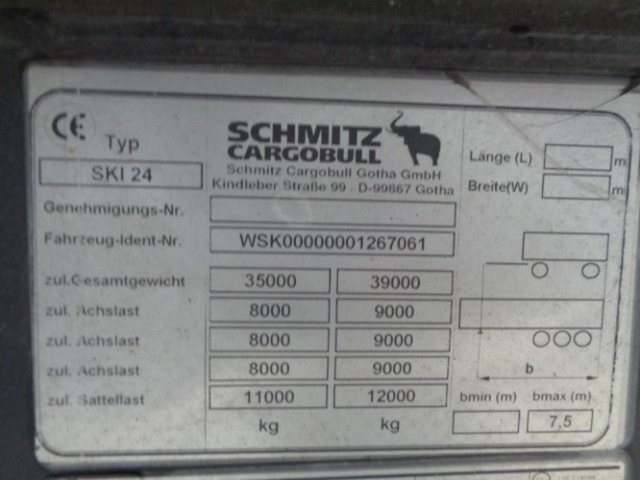 CE
Typ
SKI 24
SCHMITZ
CARGOBULL
Schmitz Cargobull Gotha GmbH
Kindleber Straße 99 - D-99867 Gotha
Länge (L) m
Breite(W) m
Genehmigungs-Nr.
Fahrzeug-Ident-Nr. WSK00000001267061
zul.Gesamtgewicht 35000 39000
zul. Achslast 8000 9000
zul. Achslast 8000 9000
zul. Achslast 8000 9000
zul. Sattellast 11000 12000
kg kg
b
bmin (m) bmax (m)
7,5